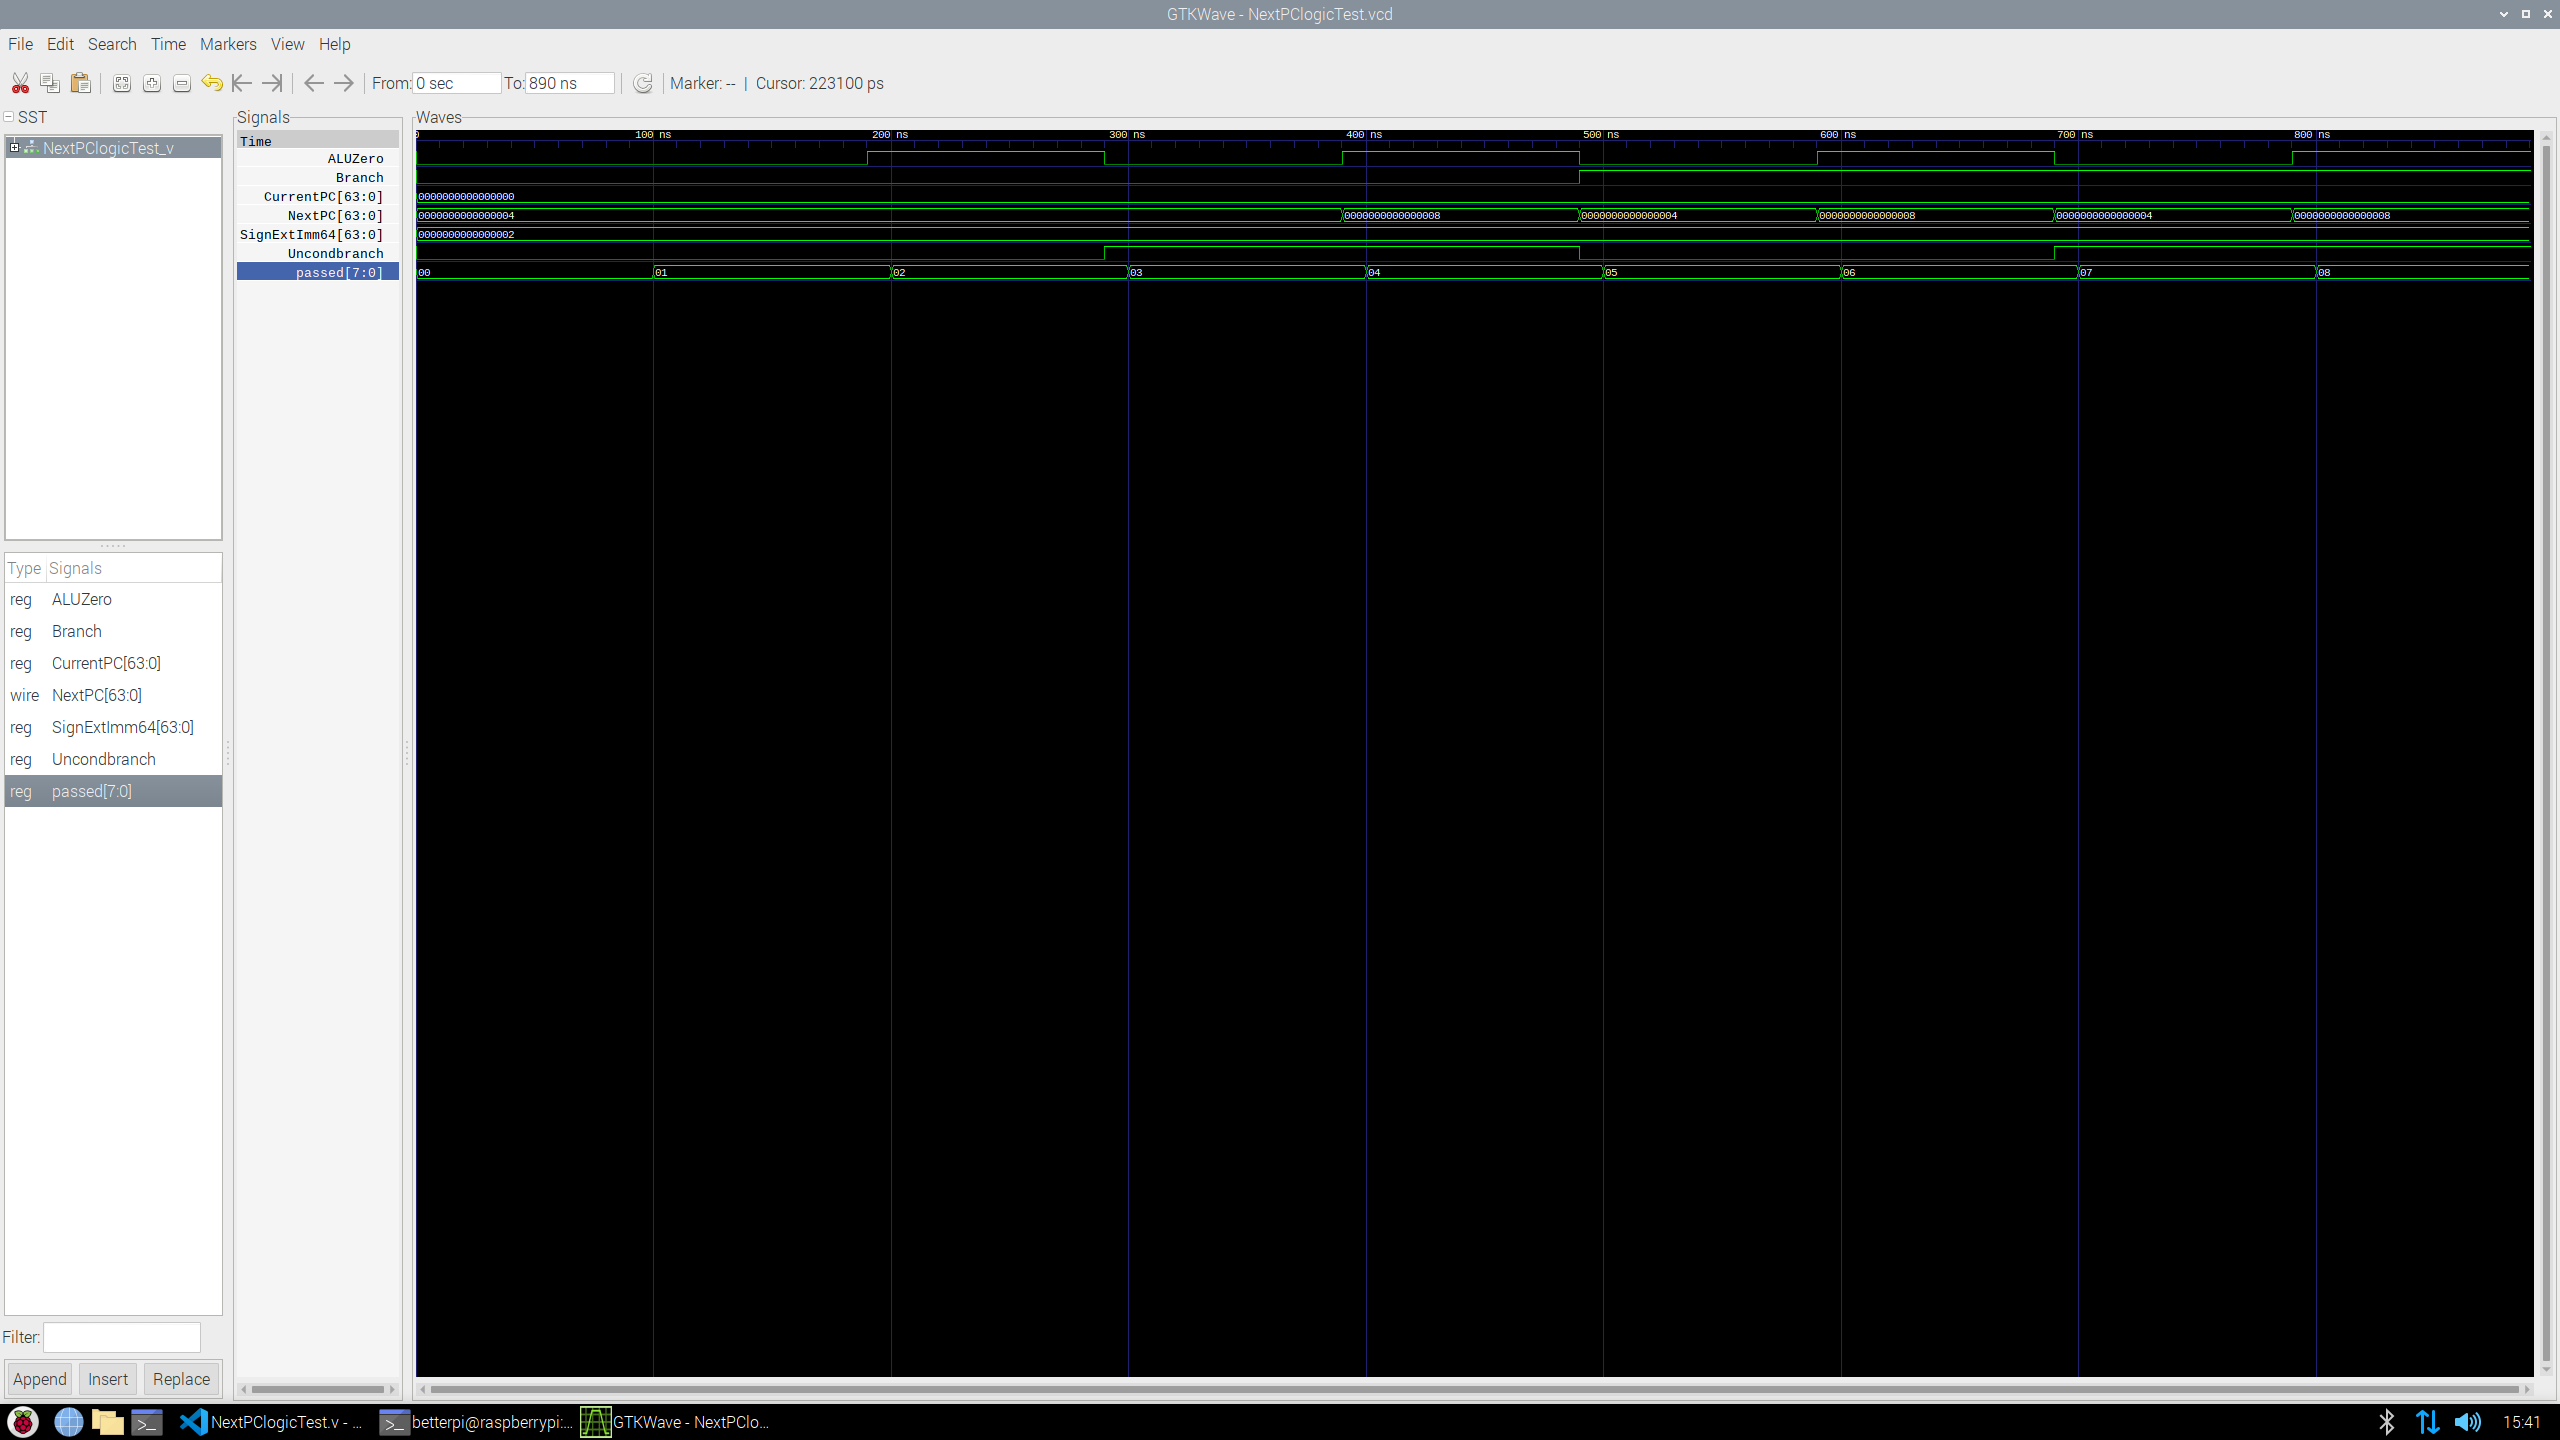 GTKWave - NextPClogicTest.vcd
File Edit Search Time Markers View Help
From: 0 sec To: 890 ns Marker: -- | Cursor: 223100 ps
SST
NextPClogicTest_v
Type Signals
reg ALUZero
reg Branch
reg CurrentPC[63:0]
wire NextPC[63:0]
reg SignExtImm64[63:0]
reg Uncondbranch
reg passed[7:0]
Filter:
Append Insert Replace
Signals
Time
ALUZero
Branch
CurrentPC[63:0]
NextPC[63:0]
SignExtImm64[63:0]
Uncondbranch
passed[7:0]
Waves
0 100 ns 200 ns 300 ns 400 ns 500 ns 600 ns 700 ns 800 ns
0000000000000000
0000000000000004 0000000000000008 0000000000000004 0000000000000008 0000000000000004 0000000000000008
0000000000000002
00 01 02 03 04 05 06 07 08
NextPClogicTest.v - ... betterpi@raspberrypi:... GTKWave - NextPClo... 15:41